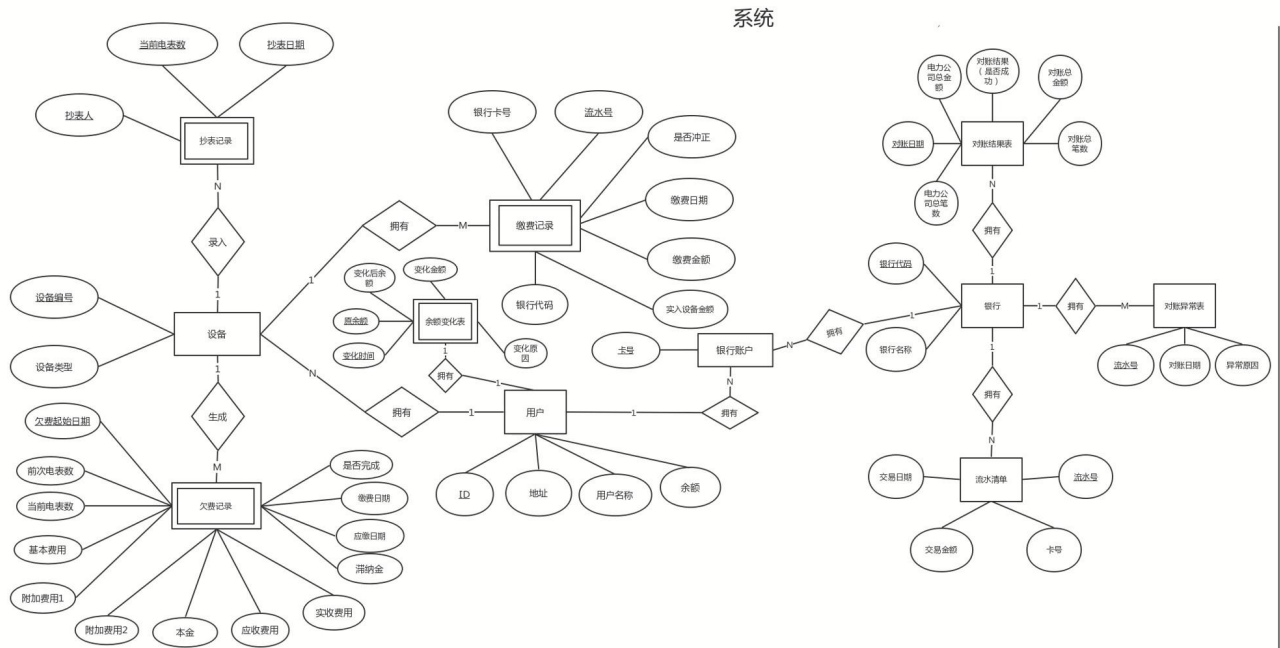 系统
当前电表数
抄表日期
抄表人
抄表记录
N
录入
1
设备编号
设备类型
设备
1
生成
M
欠费起始日期
前次电表数
当前电表数
基本费用
附加费用1
附加费用2
本金
应收费用
实收费用
滞纳金
应缴日期
缴费日期
是否完成
欠费记录
1
拥有
M
银行卡号
流水号
是否冲正
缴费日期
缴费金额
实入设备金额
银行代码
缴费记录
变化后余
额
变化金额
原余额
变化时间
变化原
因
余额变化表
1
拥有
1
N
拥有
1
用户
ID
地址
用户名称
余额
1
拥有
N
卡号
银行账户
N
拥有
1
电力公
司总金
额
对账结果
（是否成
功）
对账总
金额
对账日期
对账结果表
对账总
笔数
电力公
司总笔
数
N
拥有
1
银行代码
银行名称
银行
1
拥有
M
对账异常表
流水号
对账日期
异常原因
1
拥有
N
交易日期
流水清单
流水号
交易金额
卡号